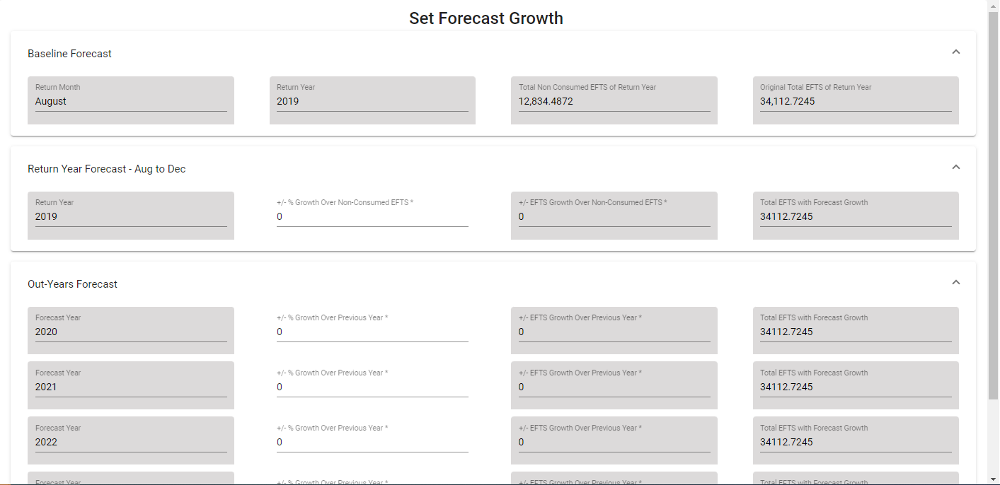 Set Forecast Growth
Baseline Forecast
Return Month Return Year Total Non Consumed EFTS of Return Year Original Total EFTS of Return Year
August 2019 12,834.4872 34,112.7245
Return Year Forecast - Aug to Dec
Return Year +/- % Growth Over Non-Consumed EFTS * +/- EFTS Growth Over Non-Consumed EFTS * Total EFTS with Forecast Growth
2019 0 0 34112.7245
Out-Years Forecast
Forecast Year +/- % Growth Over Previous Year * +/- EFTS Growth Over Previous Year * Total EFTS with Forecast Growth
2020 0 0 34112.7245
Forecast Year +/- % Growth Over Previous Year * +/- EFTS Growth Over Previous Year * Total EFTS with Forecast Growth
2021 0 0 34112.7245
Forecast Year +/- % Growth Over Previous Year * +/- EFTS Growth Over Previous Year * Total EFTS with Forecast Growth
2022 0 0 34112.7245
Forecast Year +/- % Growth Over Previous Year * +/- EFTS Growth Over Previous Year * Total EFTS with Forecast Growth